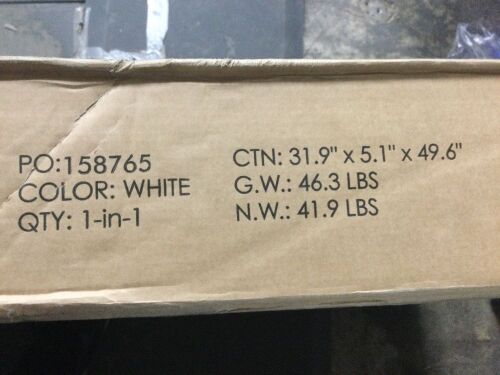 PO:158765
COLOR: WHITE
QTY: 1-in-1
CTN: 31.9" x 5.1" x 49.6"
G.W.: 46.3 LBS
N.W.: 41.9 LBS